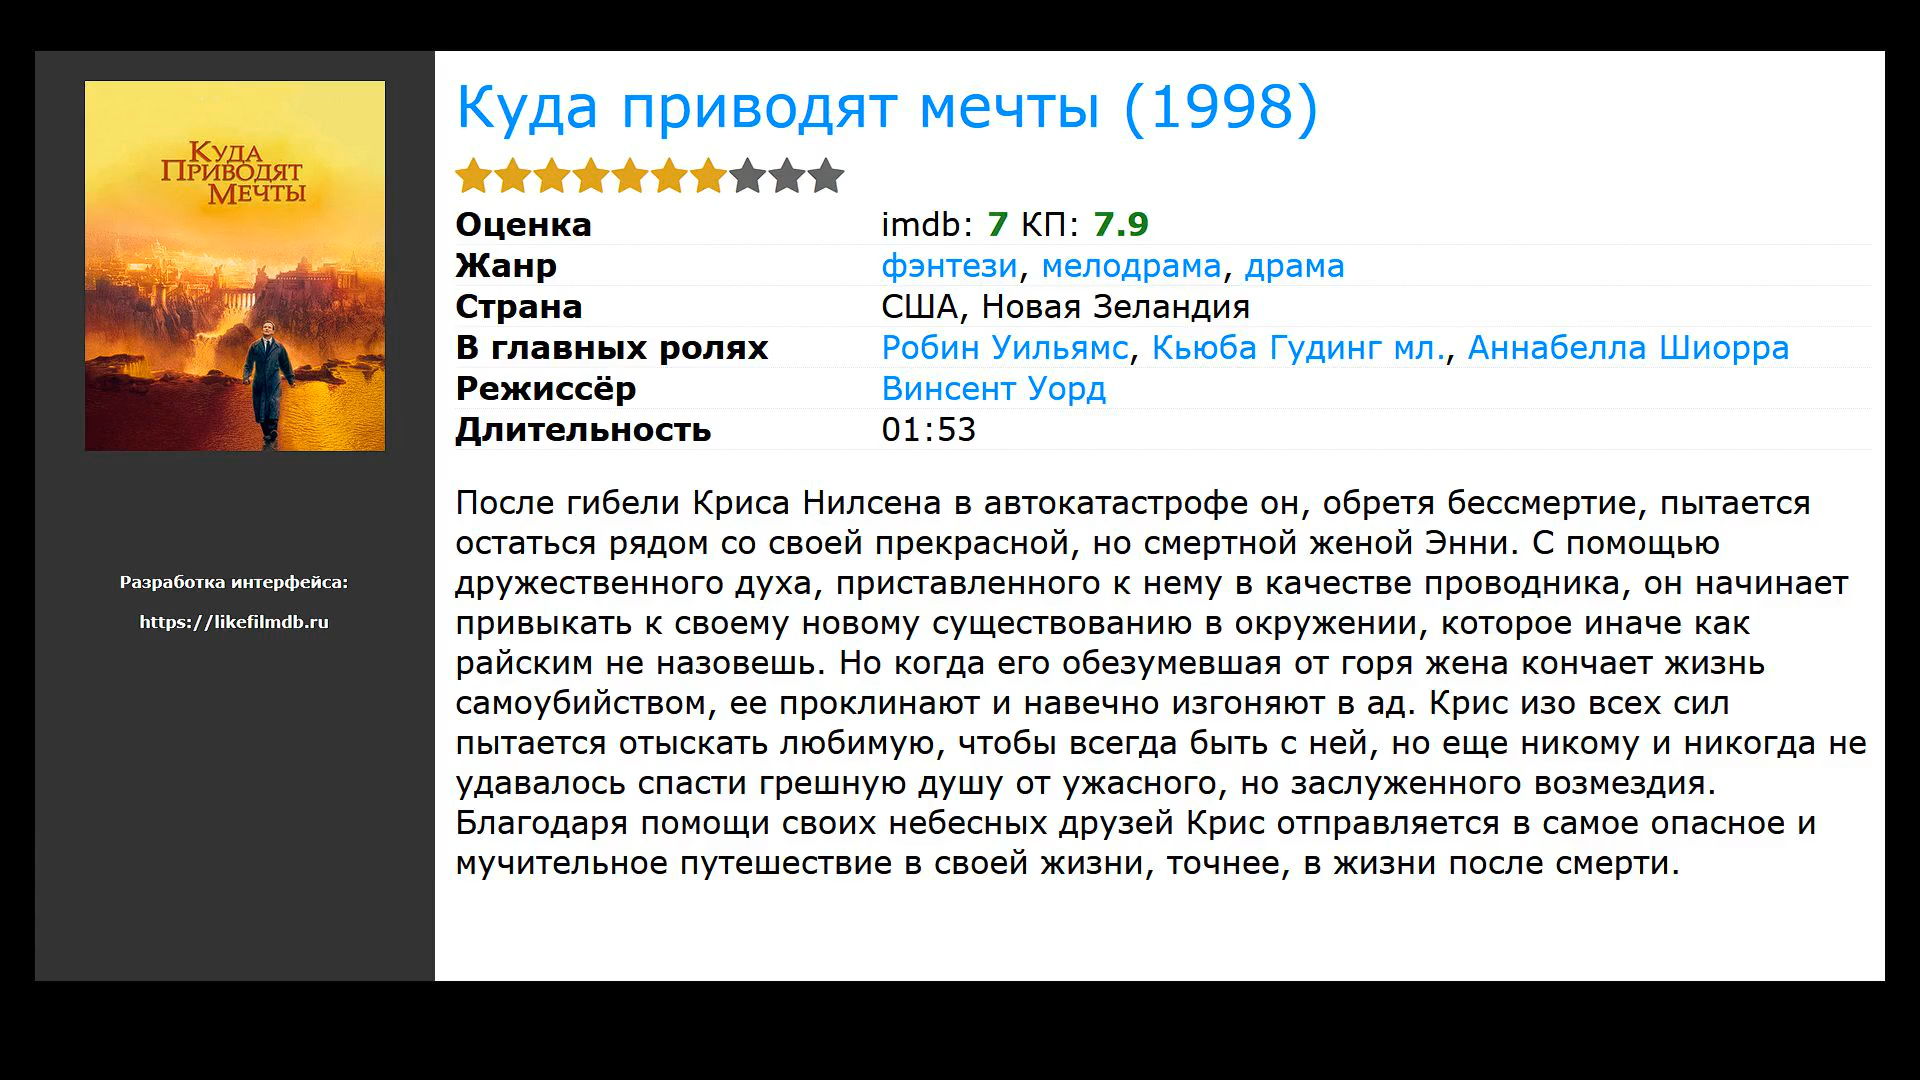 Куда
Приводят
Мечты
Разработка интерфейса:
https://likefilmdb.ru
Куда приводят мечты (1998)
Оценка imdb: 7 КП: 7.9
Жанр фэнтези, мелодрама, драма
Страна США, Новая Зеландия
В главных ролях Робин Уильямс, Кьюба Гудинг мл., Аннабелла Шиорра
Режиссёр Винсент Уорд
Длительность 01:53
После гибели Криса Нилсена в автокатастрофе он, обретя бессмертие, пытается
остаться рядом со своей прекрасной, но смертной женой Энни. С помощью
дружественного духа, приставленного к нему в качестве проводника, он начинает
привыкать к своему новому существованию в окружении, которое иначе как
райским не назовешь. Но когда его обезумевшая от горя жена кончает жизнь
самоубийством, ее проклинают и навечно изгоняют в ад. Крис изо всех сил
пытается отыскать любимую, чтобы всегда быть с ней, но еще никому и никогда не
удавалось спасти грешную душу от ужасного, но заслуженного возмездия.
Благодаря помощи своих небесных друзей Крис отправляется в самое опасное и
мучительное путешествие в своей жизни, точнее, в жизни после смерти.